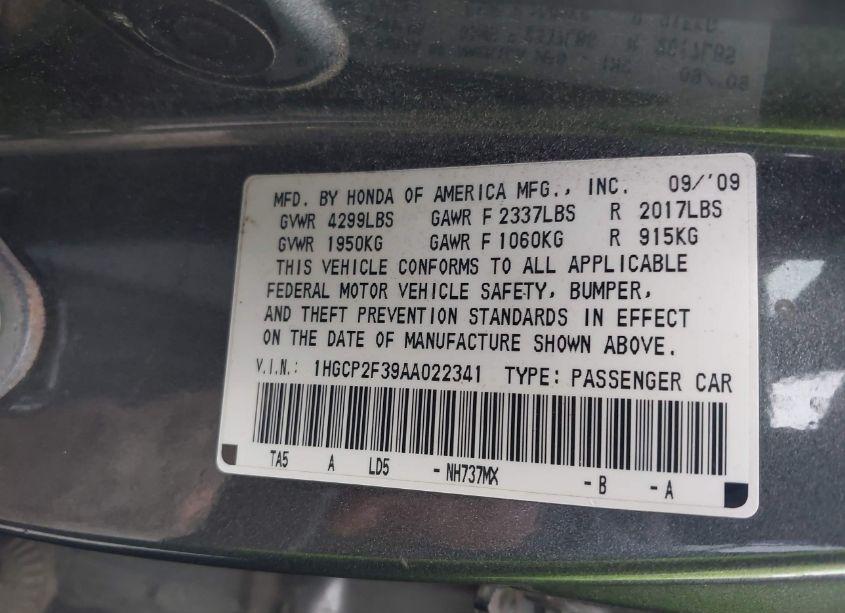 MFD. BY HONDA OF AMERICA MFG., INC. 09/'09
GVWR 4299LBS GAWR F 2337LBS R 2017LBS
GVWR 1950KG GAWR F 1060KG R 915KG
THIS VEHICLE CONFORMS TO ALL APPLICABLE
FEDERAL MOTOR VEHICLE SAFETY, BUMPER,
AND THEFT PREVENTION STANDARDS IN EFFECT
ON THE DATE OF MANUFACTURE SHOWN ABOVE.
V.I.N.: 1HGCP2F39AA022341 TYPE: PASSENGER CAR
TA5 A LD5 - NH737MX - B - A